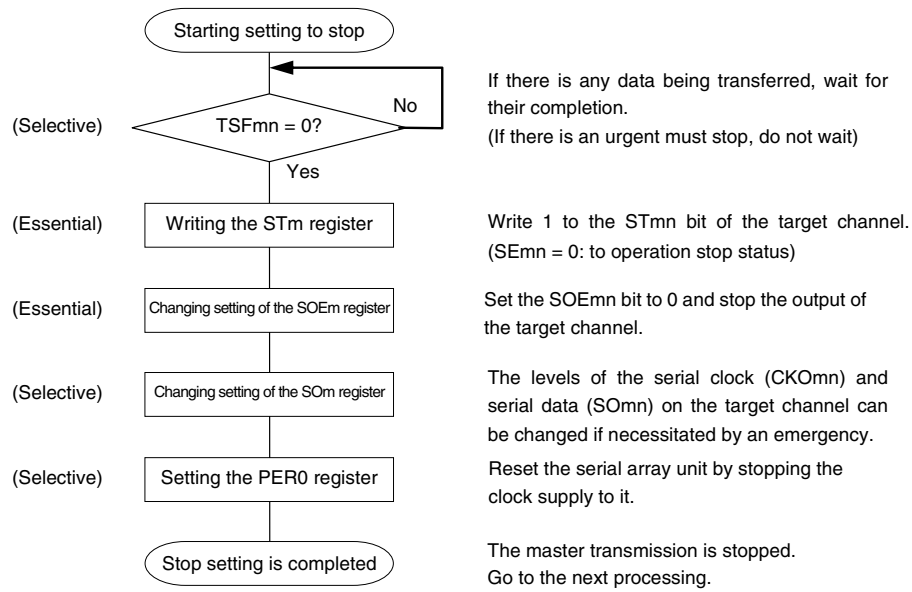 Starting setting to stop
No
(Selective)
TSFmn = 0?
If there is any data being transferred, wait for
their completion.
(If there is an urgent must stop, do not wait)
Yes
(Essential)
Writing the STm register
Write 1 to the STmn bit of the target channel.
(SEmn = 0: to operation stop status)
(Essential)
Changing setting of the SOEm register
Set the SOEmn bit to 0 and stop the output of
the target channel.
(Selective)
Changing setting of the SOm register
The levels of the serial clock (CKOmn) and
serial data (SOmn) on the target channel can
be changed if necessitated by an emergency.
(Selective)
Setting the PER0 register
Reset the serial array unit by stopping the
clock supply to it.
Stop setting is completed
The master transmission is stopped.
Go to the next processing.